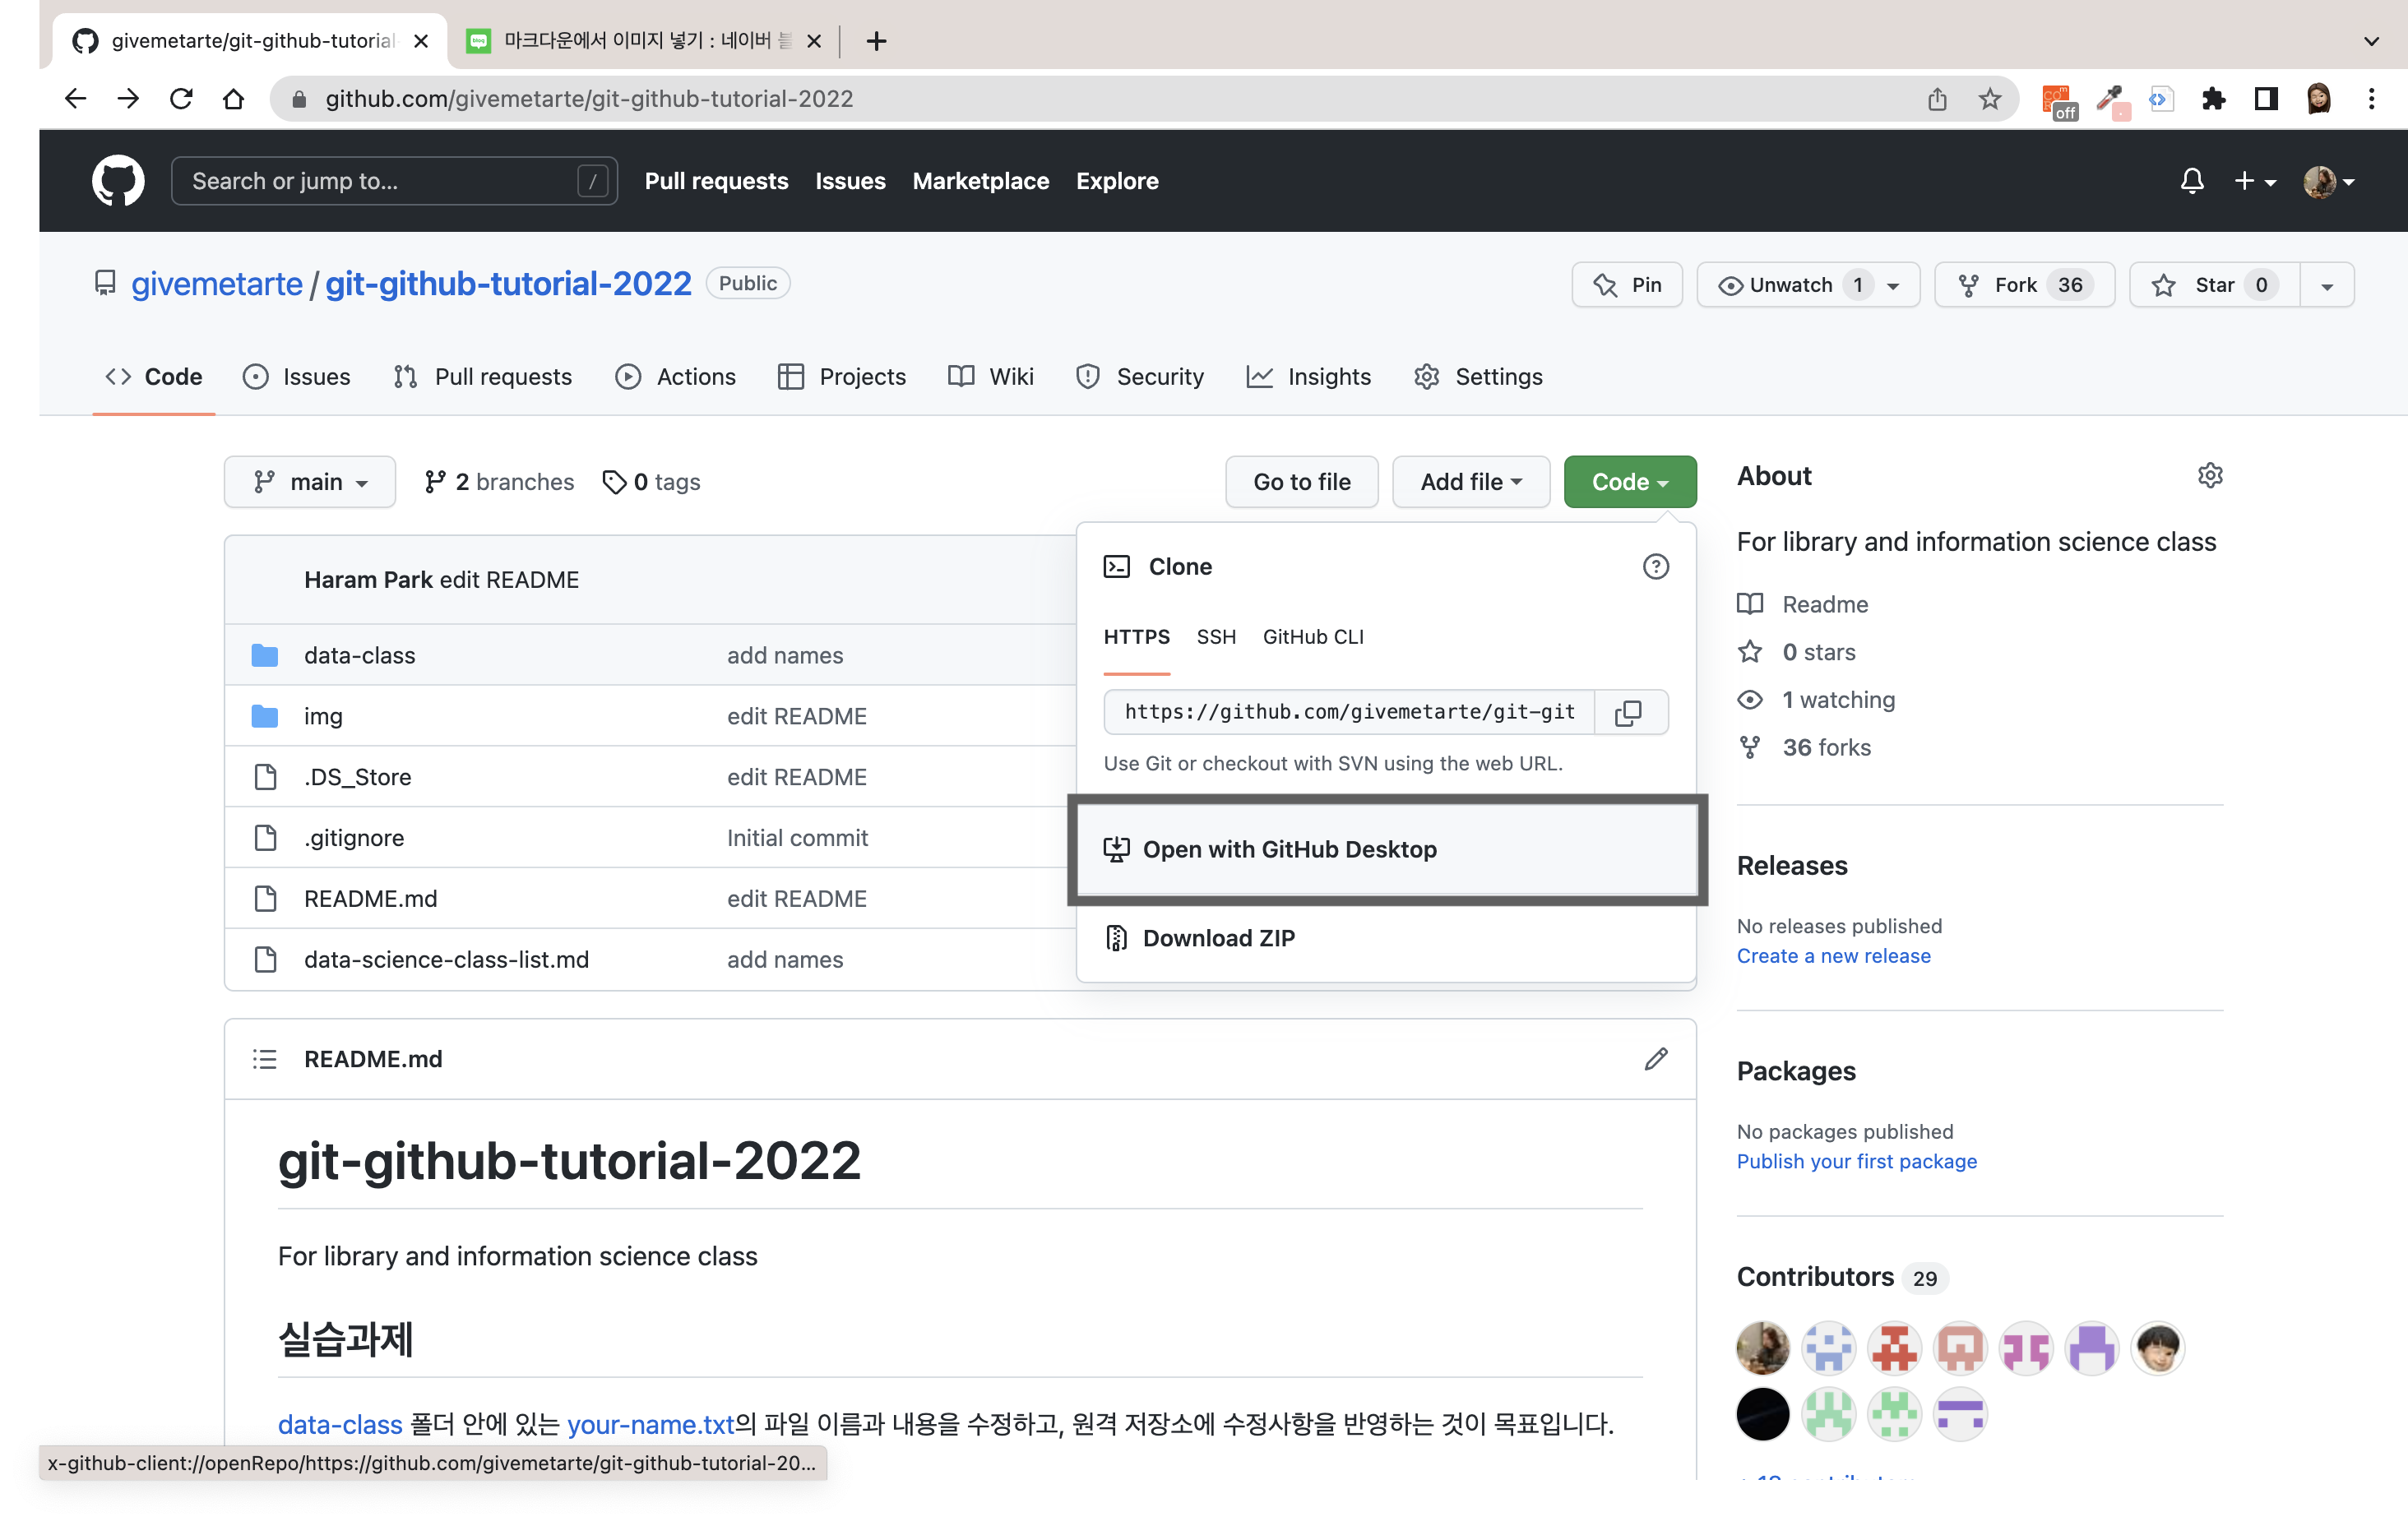 givemetarte/git-github-tutorial
마크다운에서 이미지 넣기 : 네이버 블
github.com/givemetarte/git-github-tutorial-2022
off
Search or jump to... /
Pull requests Issues Marketplace Explore
givemetarte / git-github-tutorial-2022 Public
Pin
Unwatch 1
Fork 36
Star 0
Code Issues Pull requests Actions Projects Wiki Security Insights Settings
main 2 branches 0 tags
Go to file Add file Code
Haram Park edit README
data-class add names
img edit README
.DS_Store edit README
.gitignore Initial commit
README.md edit README
data-science-class-list.md add names
Clone
HTTPS SSH GitHub CLI
https://github.com/givemetarte/git-git
Use Git or checkout with SVN using the web URL.
Open with GitHub Desktop
Download ZIP
README.md
git-github-tutorial-2022
For library and information science class
실습과제
data-class 폴더 안에 있는 your-name.txt의 파일 이름과 내용을 수정하고, 원격 저장소에 수정사항을 반영하는 것이 목표입니다.
x-github-client://openRepo/https://github.com/givemetarte/git-github-tutorial-20...
About
For library and information science class
Readme
0 stars
1 watching
36 forks
Releases
No releases published
Create a new release
Packages
No packages published
Publish your first package
Contributors 29